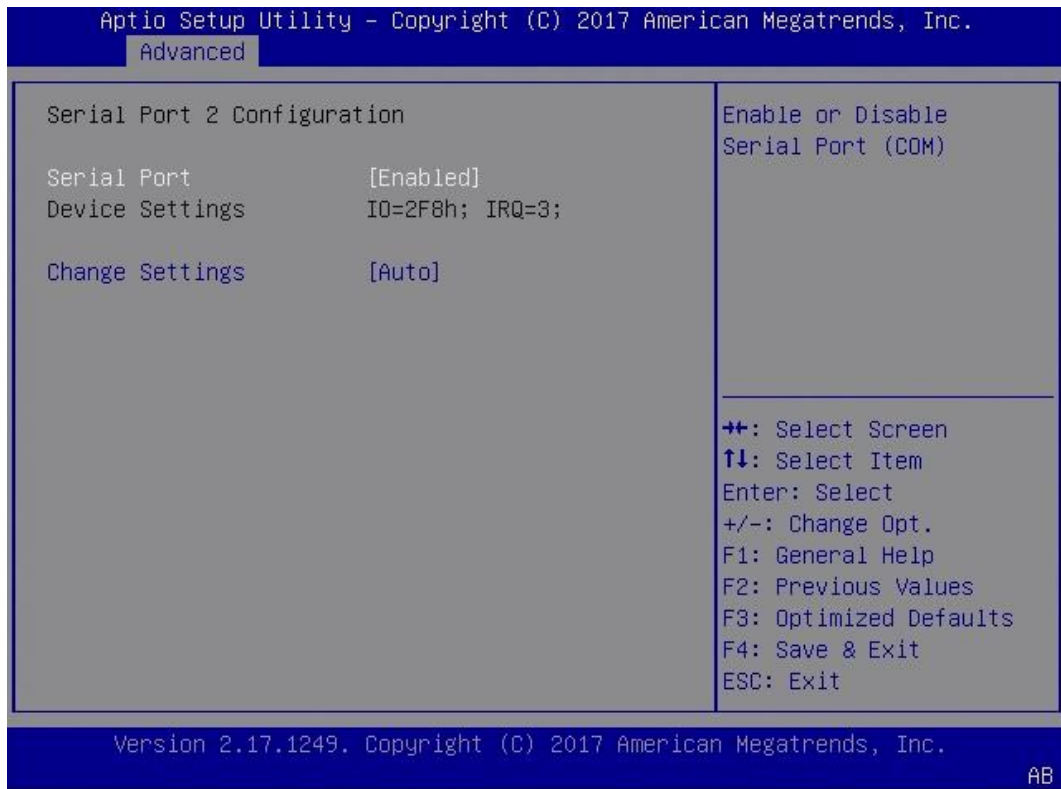 Aptio Setup Utility – Copyright (C) 2017 American Megatrends, Inc.
Advanced
Serial Port 2 Configuration
Serial Port [Enabled]
Device Settings IO=2F8h; IRQ=3;
Change Settings [Auto]
Enable or Disable
Serial Port (COM)
→←: Select Screen
↑↓: Select Item
Enter: Select
+/-: Change Opt.
F1: General Help
F2: Previous Values
F3: Optimized Defaults
F4: Save & Exit
ESC: Exit
Version 2.17.1249. Copyright (C) 2017 American Megatrends, Inc.
AB